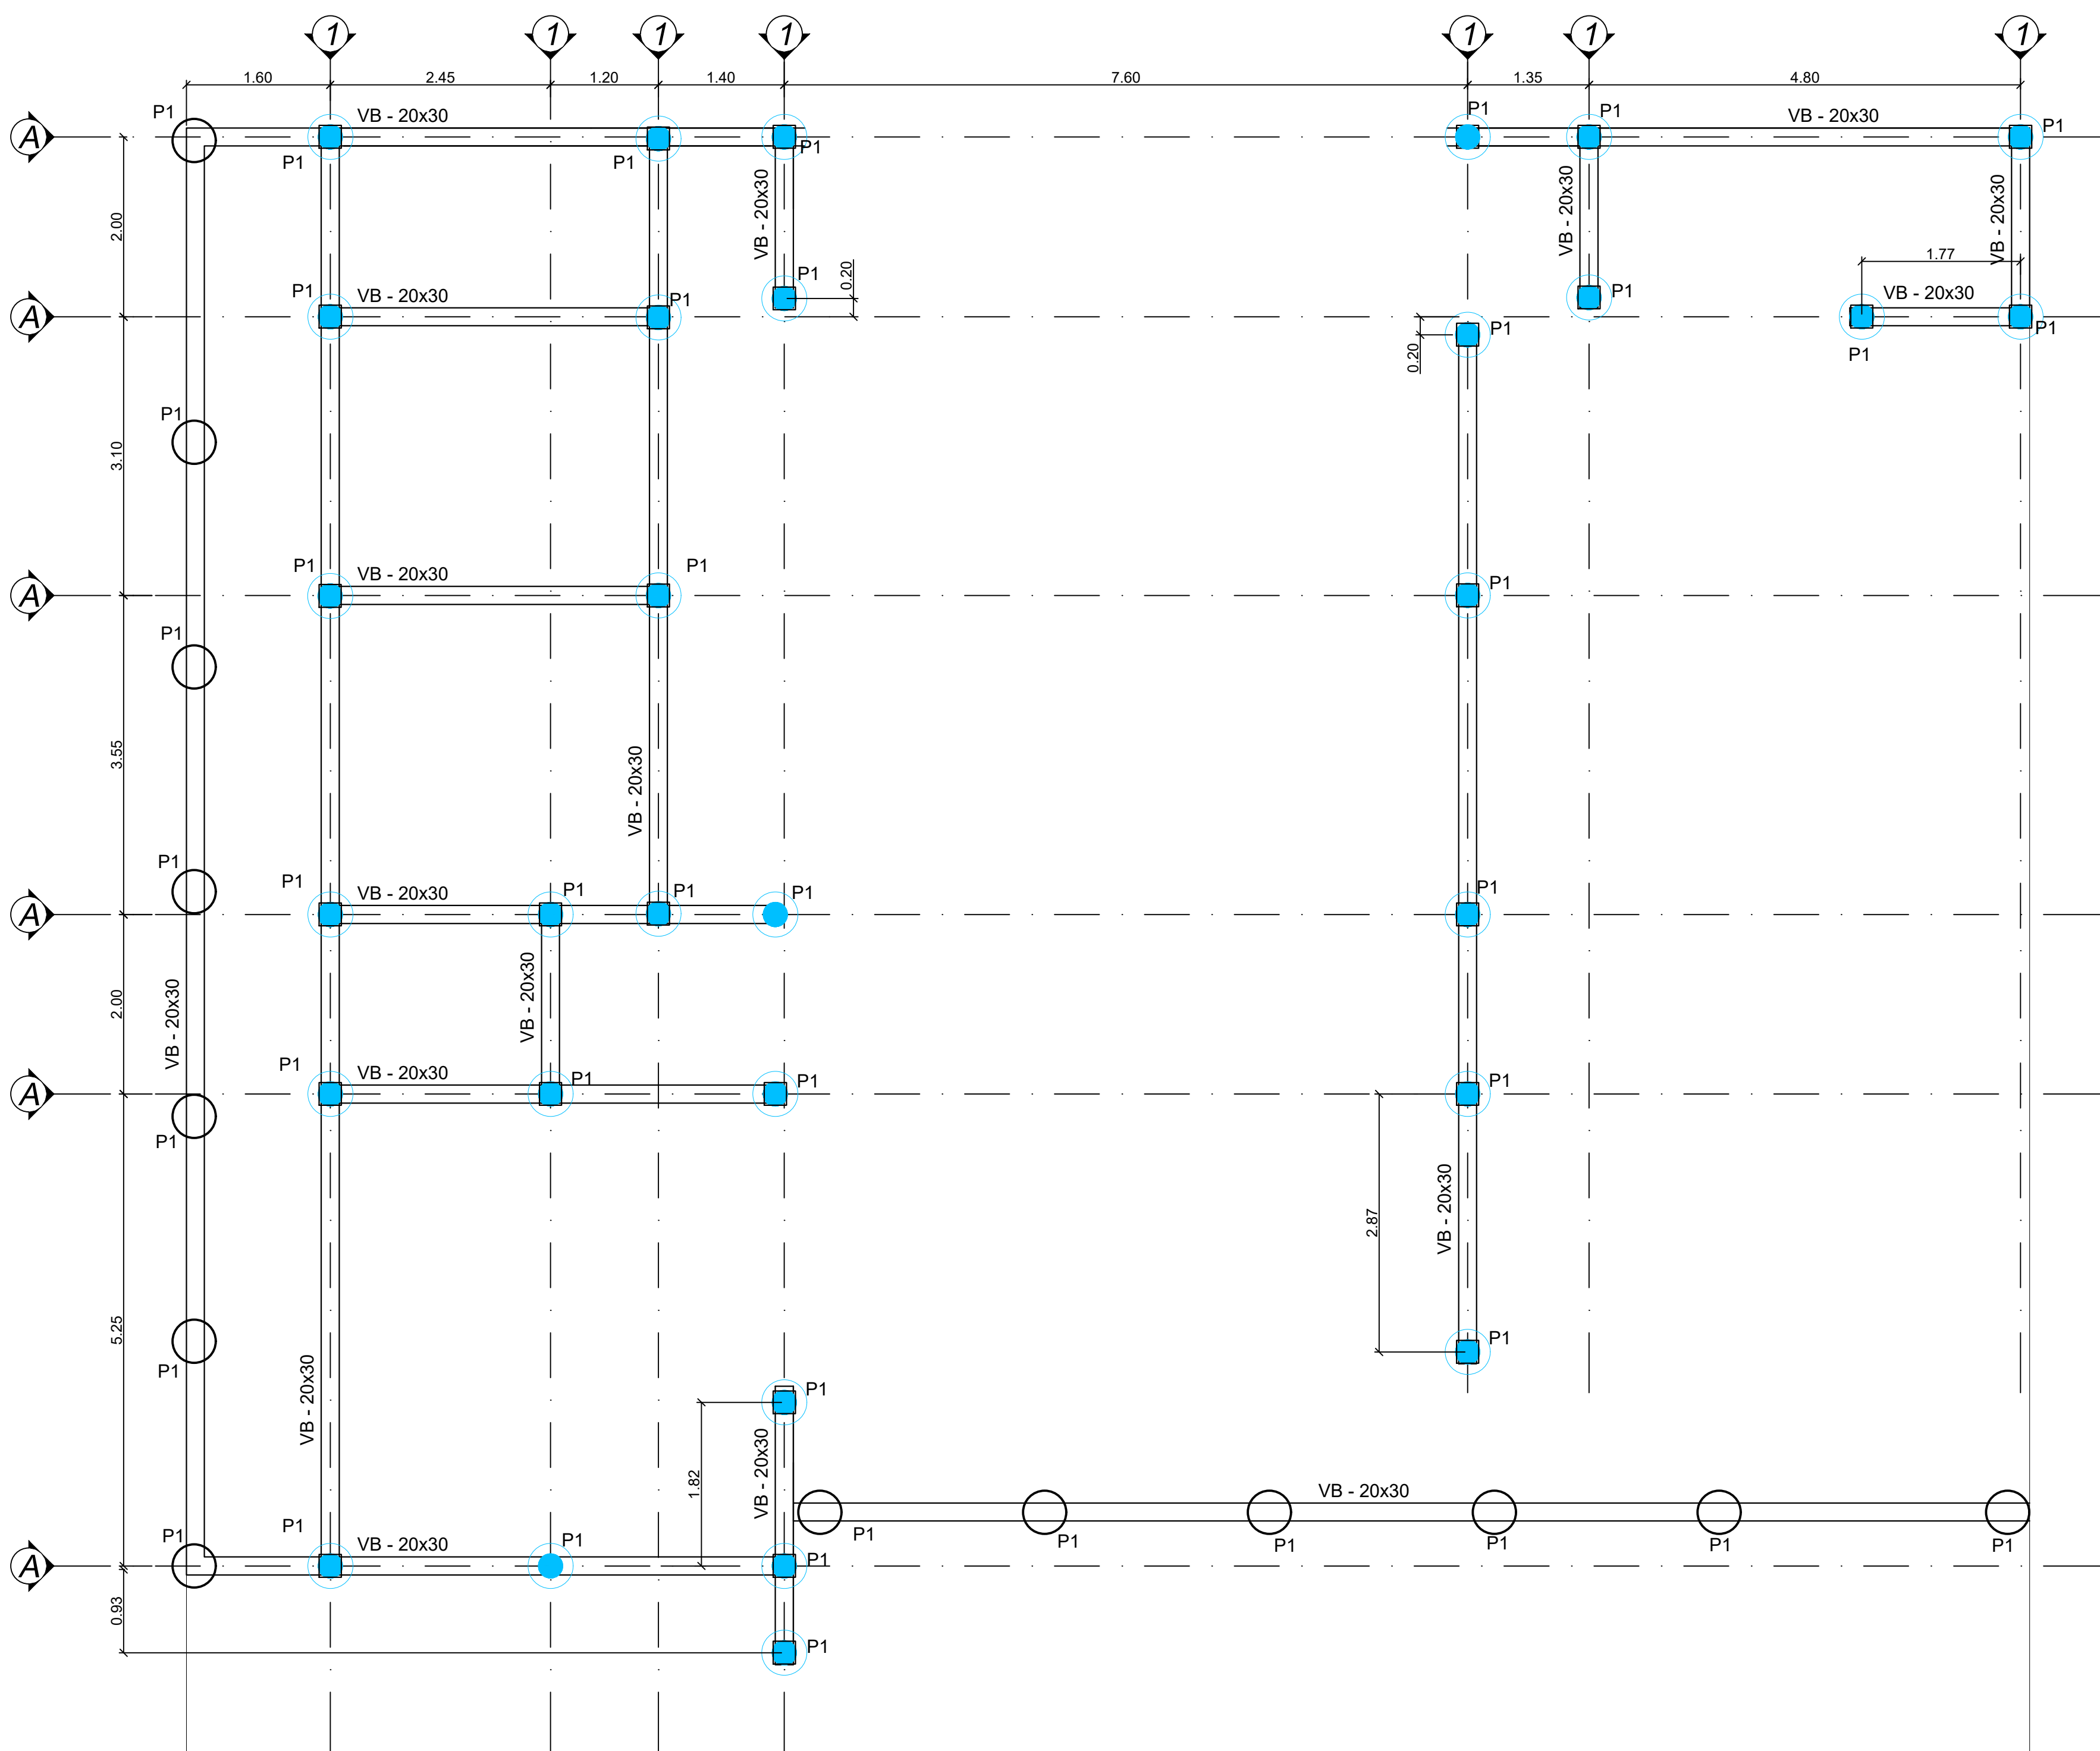 1 1 1 1 1 1 1
1.60 2.45 1.20 1.40 7.60 1.35 4.80
P1 VB - 20x30 P1 P1 VB - 20x30 P1
A
P1 P1 P1
VB - 20x30 VB - 20x30 VB - 20x30
2.00
1.77
P1 VB - 20x30 P1 P1 0.20 P1 VB - 20x30
A
P1 P1 P1
0.20
P1
3.10
P1 VB - 20x30 P1 P1
A
P1
3.55
VB - 20x30
P1 P1 VB - 20x30 P1 P1 P1 P1
A
VB - 20x30
VB - 20x30
2.00
P1 VB - 20x30 P1 P1 P1
A
P1
2.87
VB - 20x30
5.25
P1
P1
VB - 20x30
P1
1.82
VB - 20x30
VB - 20x30
P1 P1 P1 P1 P1 P1
P1 P1
VB - 20x30 P1 P1
A
0.93
P1